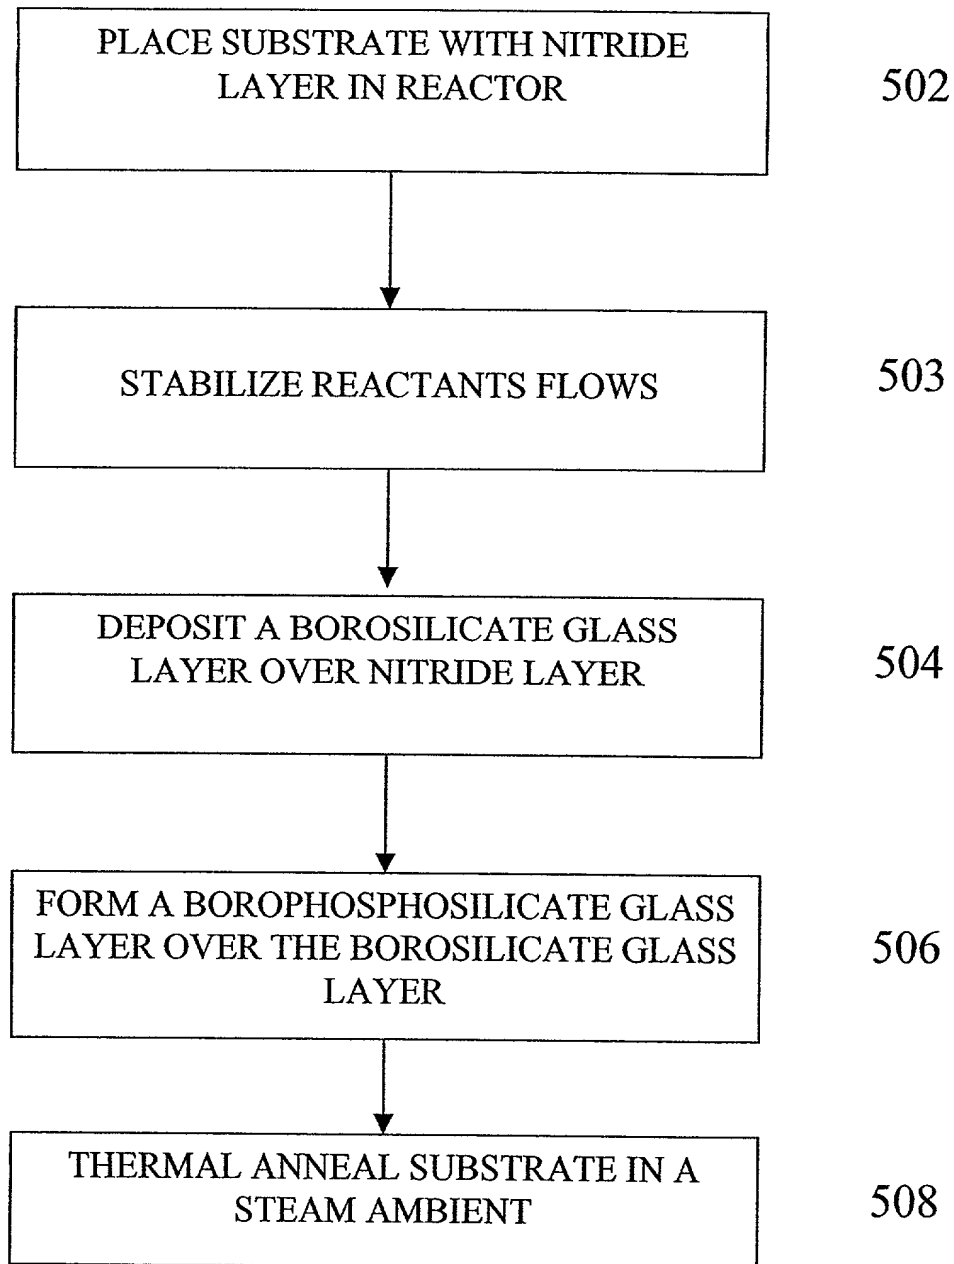 PLACE SUBSTRATE WITH NITRIDE
LAYER IN REACTOR
502
STABILIZE REACTANTS FLOWS
503
DEPOSIT A BOROSILICATE GLASS
LAYER OVER NITRIDE LAYER
504
FORM A BOROPHOSPHOSILICATE GLASS
LAYER OVER THE BOROSILICATE GLASS
LAYER
506
THERMAL ANNEAL SUBSTRATE IN A
STEAM AMBIENT
508